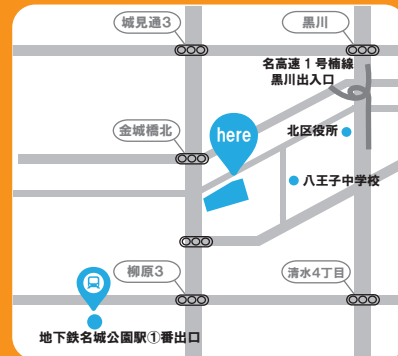 城見通3
黒川
名高速1号楠線
黒川出入口
金城橋北
here
北区役所
八王子中学校
柳原3
清水4丁目
地下鉄名城公園駅①番出口